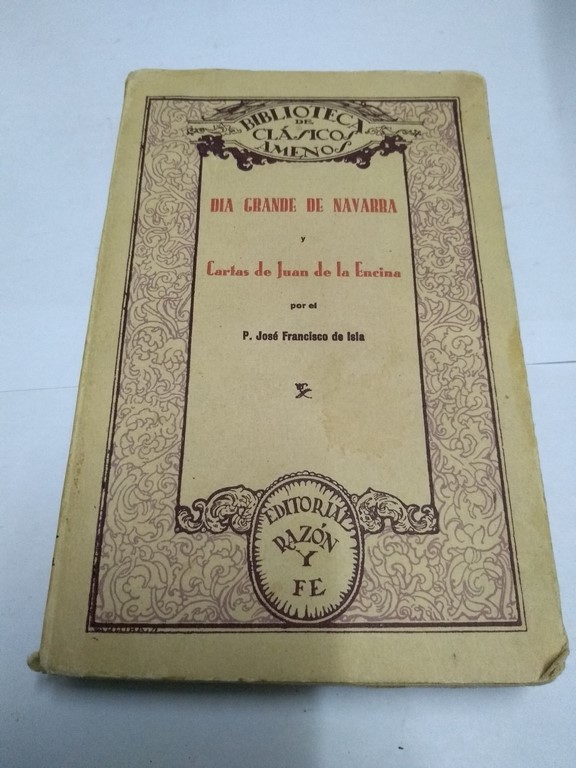 BIBLIOTECA
DE
CLÁSICOS
AMENOS
DIA GRANDE DE NAVARRA
y
Cartas de Juan de la Encina
por el
P. José Francisco de Isla
EDITORIAL
RAZÓN
Y
FE